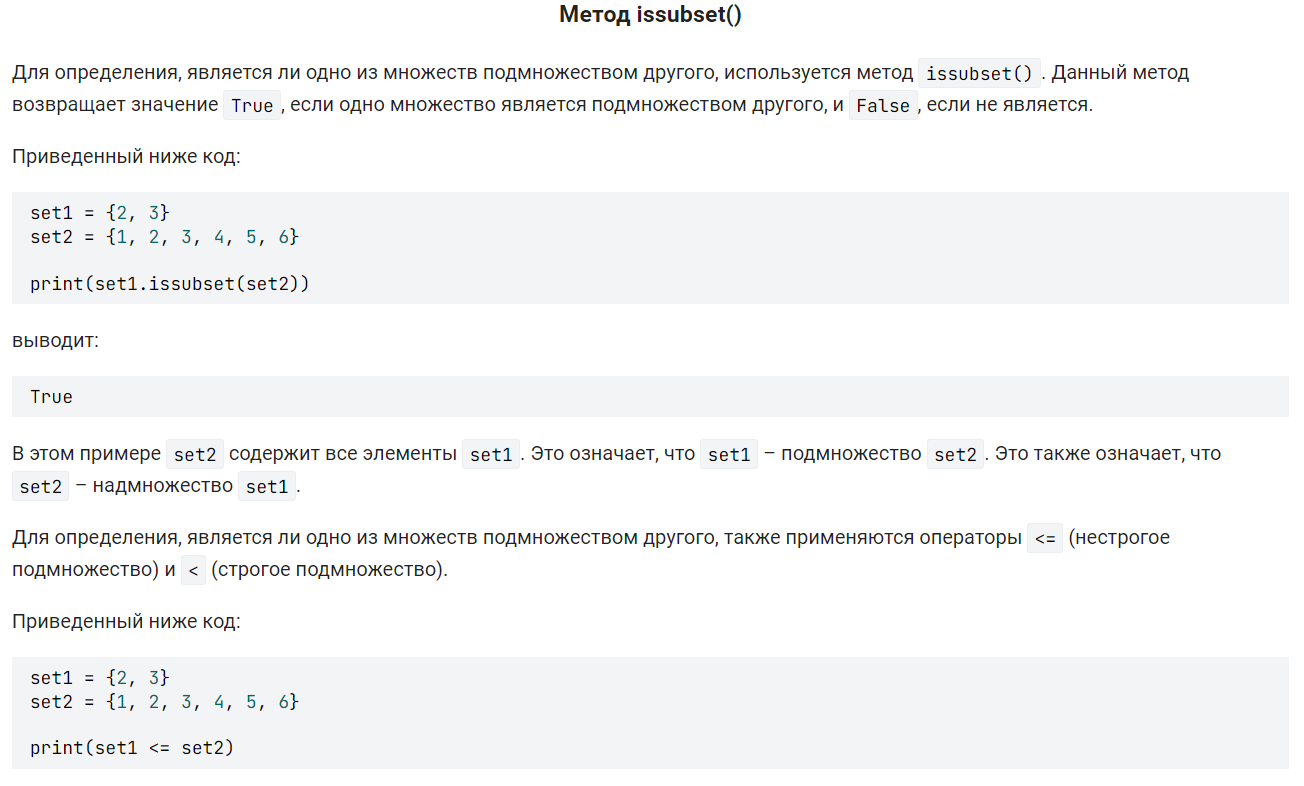 Метод issubset()
Для определения, является ли одно из множеств подмножеством другого, используется метод issubset(). Данный метод
возвращает значение True, если одно множество является подмножеством другого, и False, если не является.
Приведенный ниже код:
set1 = {2, 3}
set2 = {1, 2, 3, 4, 5, 6}
print(set1.issubset(set2))
выводит:
True
В этом примере set2 содержит все элементы set1. Это означает, что set1 – подмножество set2. Это также означает, что
set2 – надмножество set1.
Для определения, является ли одно из множеств подмножеством другого, также применяются операторы <= (нестрогое
подмножество) и < (строгое подмножество).
Приведенный ниже код:
set1 = {2, 3}
set2 = {1, 2, 3, 4, 5, 6}
print(set1 <= set2)